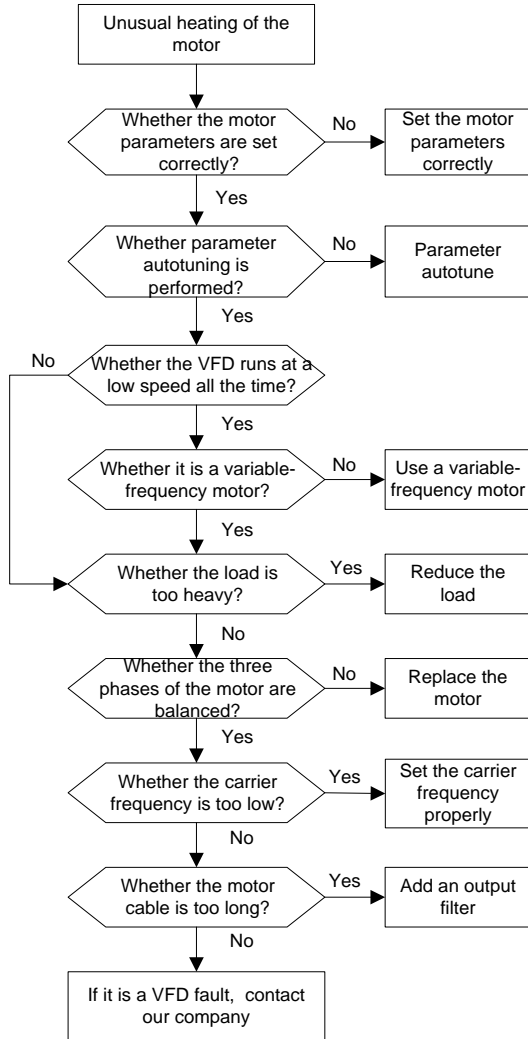 Unusual heating of the
motor
Whether the motor
parameters are set
correctly?
No
Set the motor
parameters
correctly
Yes
Whether parameter
autotuning is
performed?
No
Parameter
autotune
Yes
No
Whether the VFD runs at a
low speed all the time?
Yes
Whether it is a variable-
frequency motor?
No
Use a variable-
frequency motor
Yes
Whether the load is
too heavy?
Yes
Reduce the
load
No
Whether the three
phases of the motor are
balanced?
No
Replace the
motor
Yes
Whether the carrier
frequency is too low?
Yes
Set the carrier
frequency
properly
No
Whether the motor
cable is too long?
Yes
Add an output
filter
No
If it is a VFD fault, contact
our company